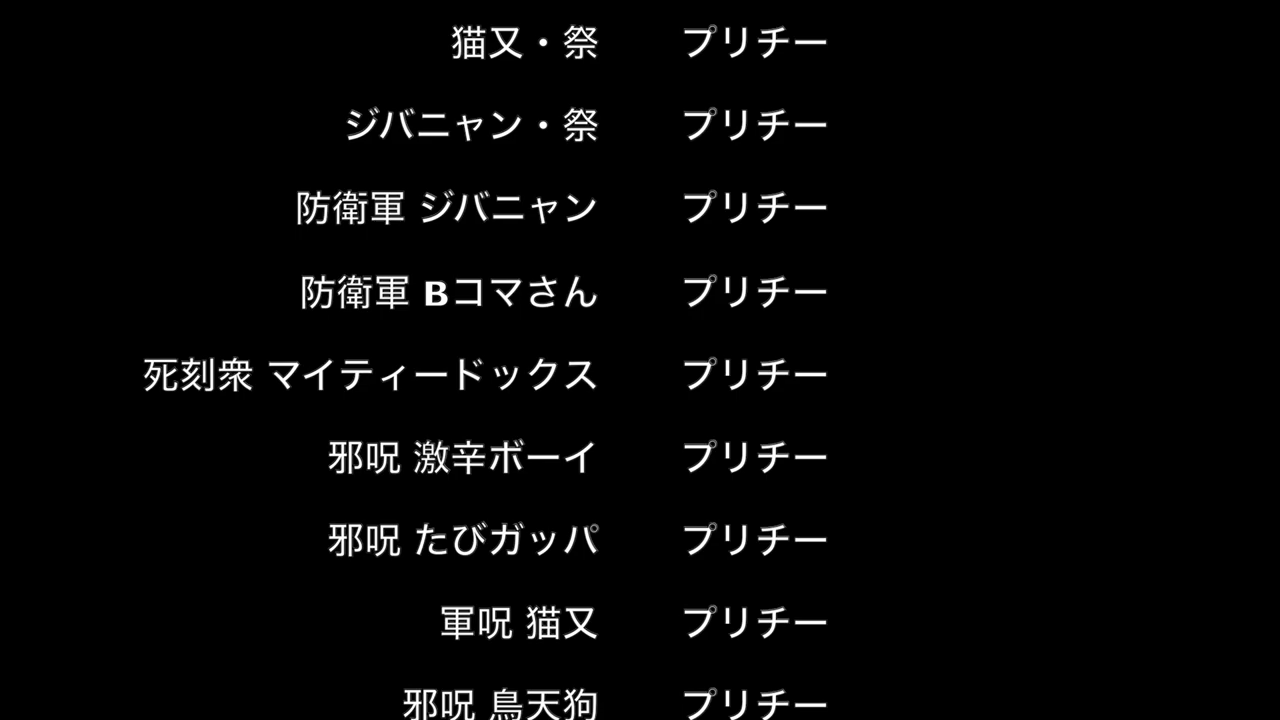 猫又・祭 プリチー
ジバニャン・祭 プリチー
防衛軍 ジバニャン プリチー
防衛軍 Bコマさん プリチー
死刻衆 マイティードックス プリチー
邪呪 激辛ボーイ プリチー
邪呪 たびガッパ プリチー
軍呪 猫又 プリチー
邪呪 鳥天狗 プリチー